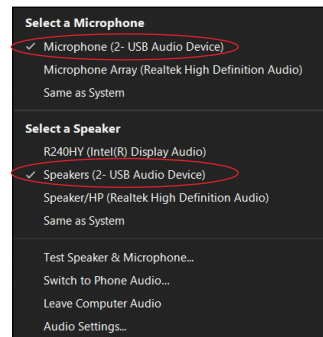 Select a Microphone
Microphone (2- USB Audio Device)
Microphone Array (Realtek High Definition Audio)
Same as System
Select a Speaker
R240HY (Intel(R) Display Audio)
Speakers (2- USB Audio Device)
Speaker/HP (Realtek High Definition Audio)
Same as System
Test Speaker & Microphone...
Switch to Phone Audio...
Leave Computer Audio
Audio Settings...